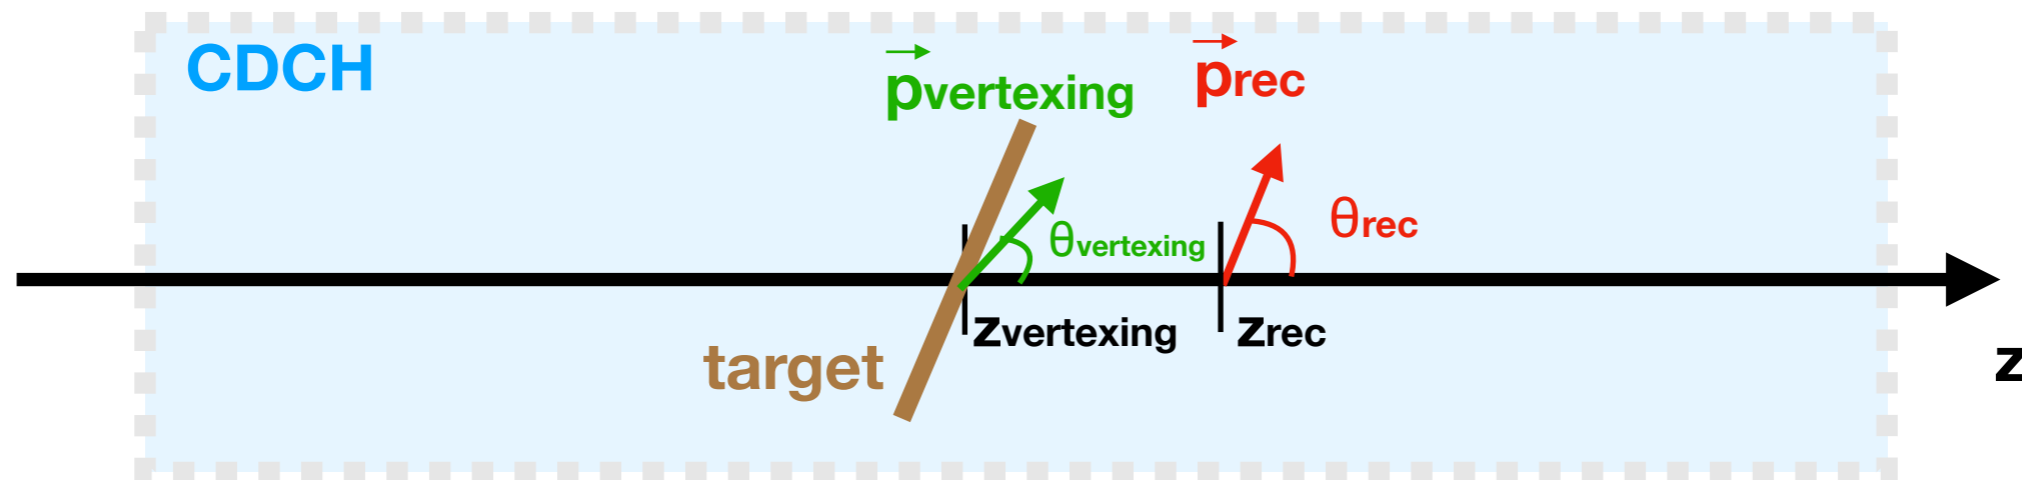 CDCH
pvertexing
prec
θvertexing
θrec
zvertexing
zrec
target
z